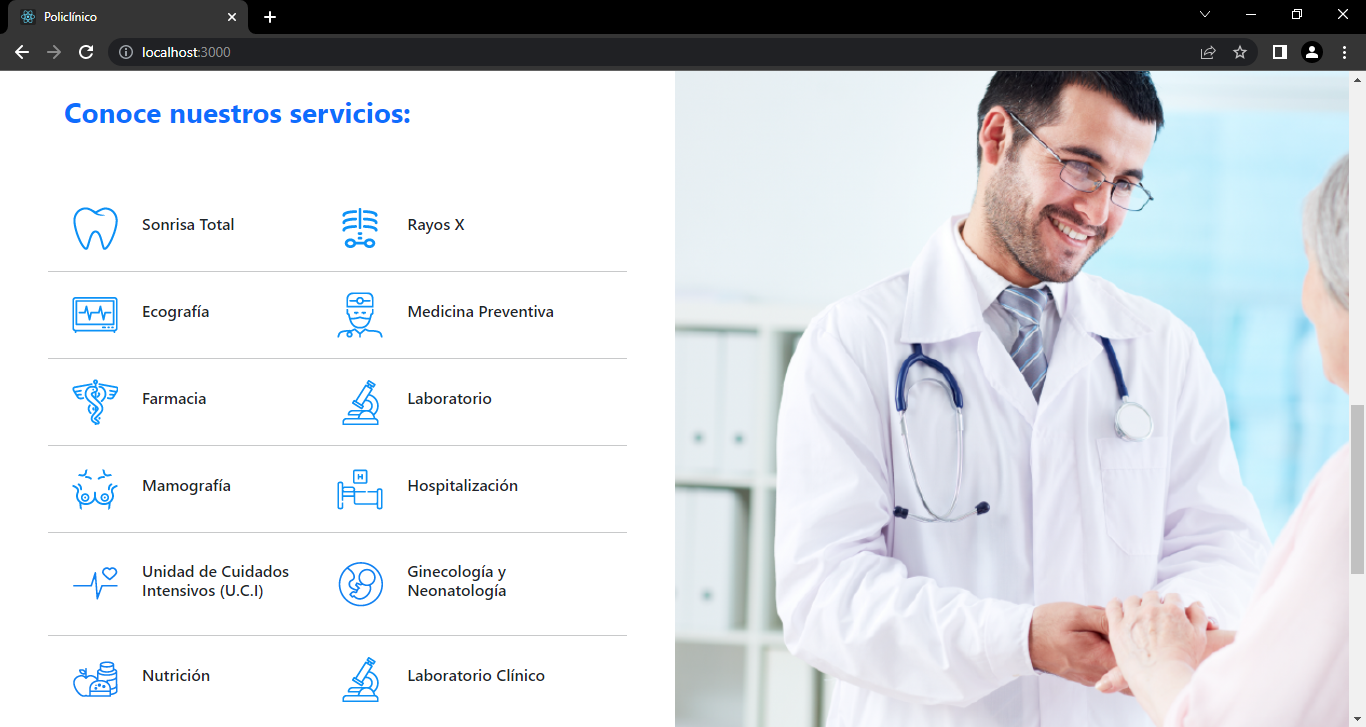 Policlínico
localhost:3000
Conoce nuestros servicios:
Sonrisa Total
Rayos X
Ecografía
Medicina Preventiva
Farmacia
Laboratorio
Mamografía
H
Hospitalización
Unidad de Cuidados
Intensivos (U.C.I)
Ginecología y
Neonatología
Nutrición
Laboratorio Clínico